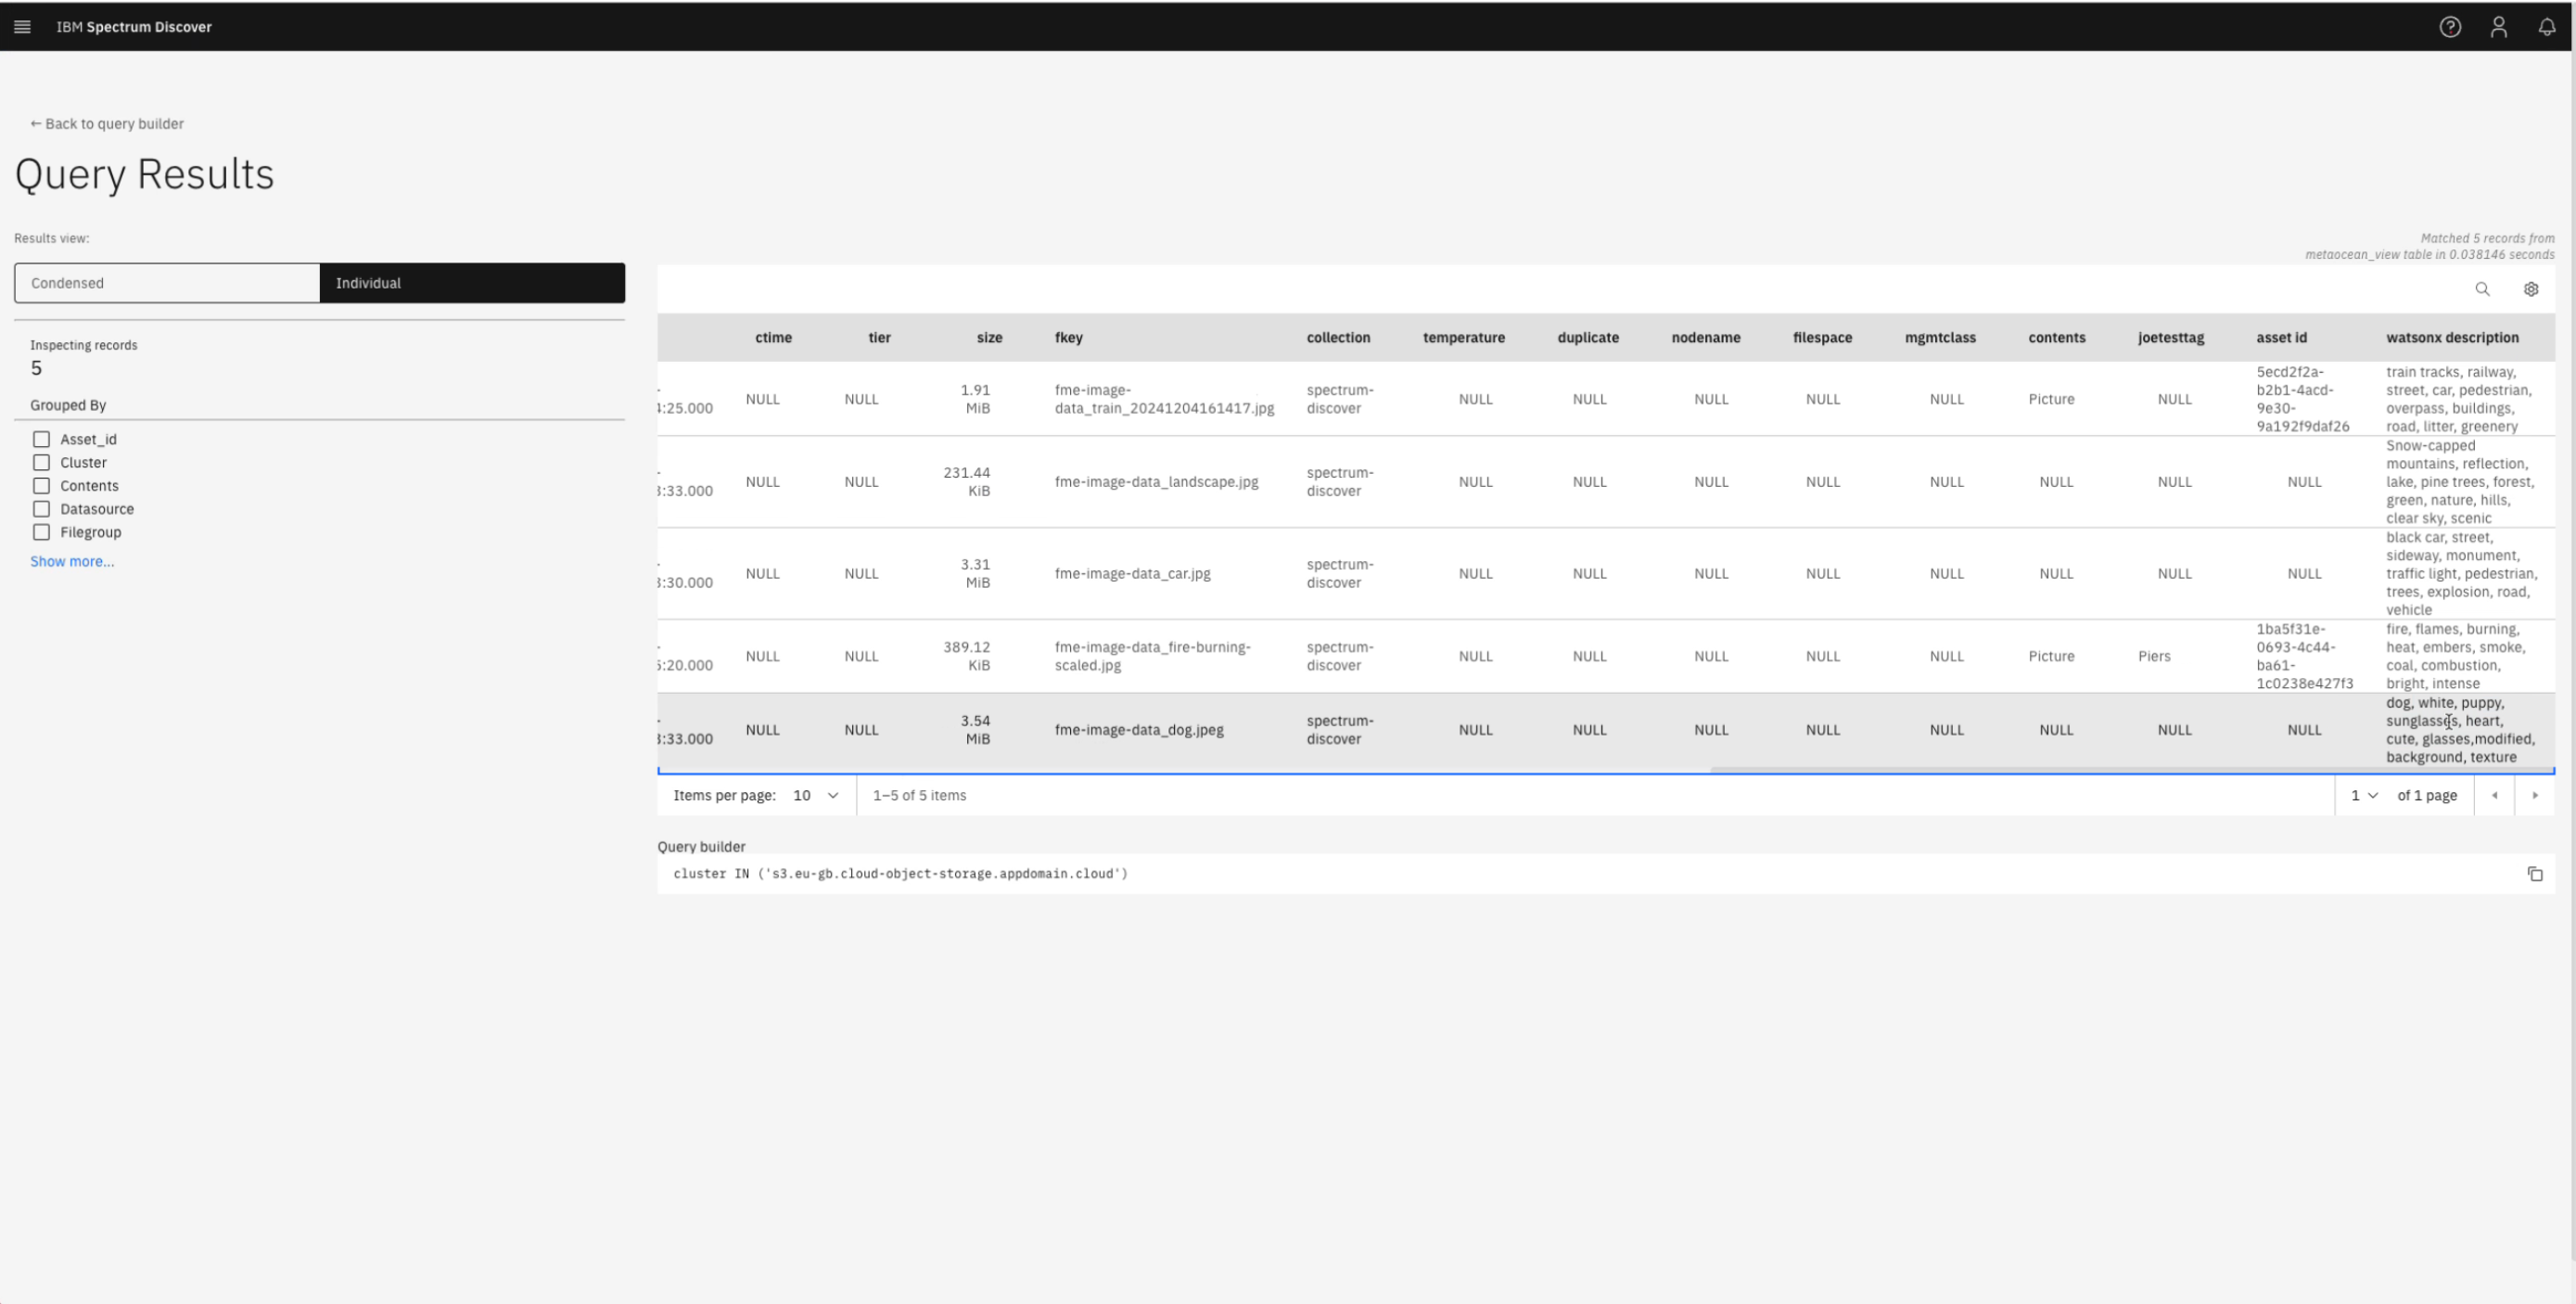 IBM Spectrum Discover
← Back to query builder
Query Results
Results view:
Condensed
Individual
Inspecting records
5
Grouped By
Asset_id
Cluster
Contents
Datasource
Filegroup
Show more...
Matched 5 records from
metaocean_view table in 0.038146 seconds
ctime tier size fkey collection temperature duplicate nodename filespace mgmtclass contents joetesttag asset id watsonx description
:25.000 NULL NULL 1.91 MiB fme-image-data_train_20241204161417.jpg spectrum-discover NULL NULL NULL NULL NULL Picture NULL 5ecd2f2a-b2b1-4acd-9e30-9a192f9daf26 train tracks, railway, street, car, pedestrian, overpass, buildings, road, litter, greenery
:33.000 NULL NULL 231.44 KiB fme-image-data_landscape.jpg spectrum-discover NULL NULL NULL NULL NULL NULL NULL NULL Snow-capped mountains, reflection, lake, pine trees, forest, green, nature, hills, clear sky, scenic
:30.000 NULL NULL 3.31 MiB fme-image-data_car.jpg spectrum-discover NULL NULL NULL NULL NULL NULL NULL NULL black car, street, sideway, monument, traffic light, pedestrian, trees, explosion, road, vehicle
:20.000 NULL NULL 389.12 KiB fme-image-data_fire-burning-scaled.jpg spectrum-discover NULL NULL NULL NULL NULL Picture Piers 1ba5f31e-0693-4c44-ba61-1c0238e427f3 fire, flames, burning, heat, embers, smoke, coal, combustion, bright, intense
:33.000 NULL NULL 3.54 MiB fme-image-data_dog.jpeg spectrum-discover NULL NULL NULL NULL NULL NULL NULL NULL dog, white, puppy, sunglasses, heart, cute, glasses,modified, background, texture
Items per page: 10 1–5 of 5 items 1 of 1 page
Query builder
cluster IN ('s3.eu-gb.cloud-object-storage.appdomain.cloud')